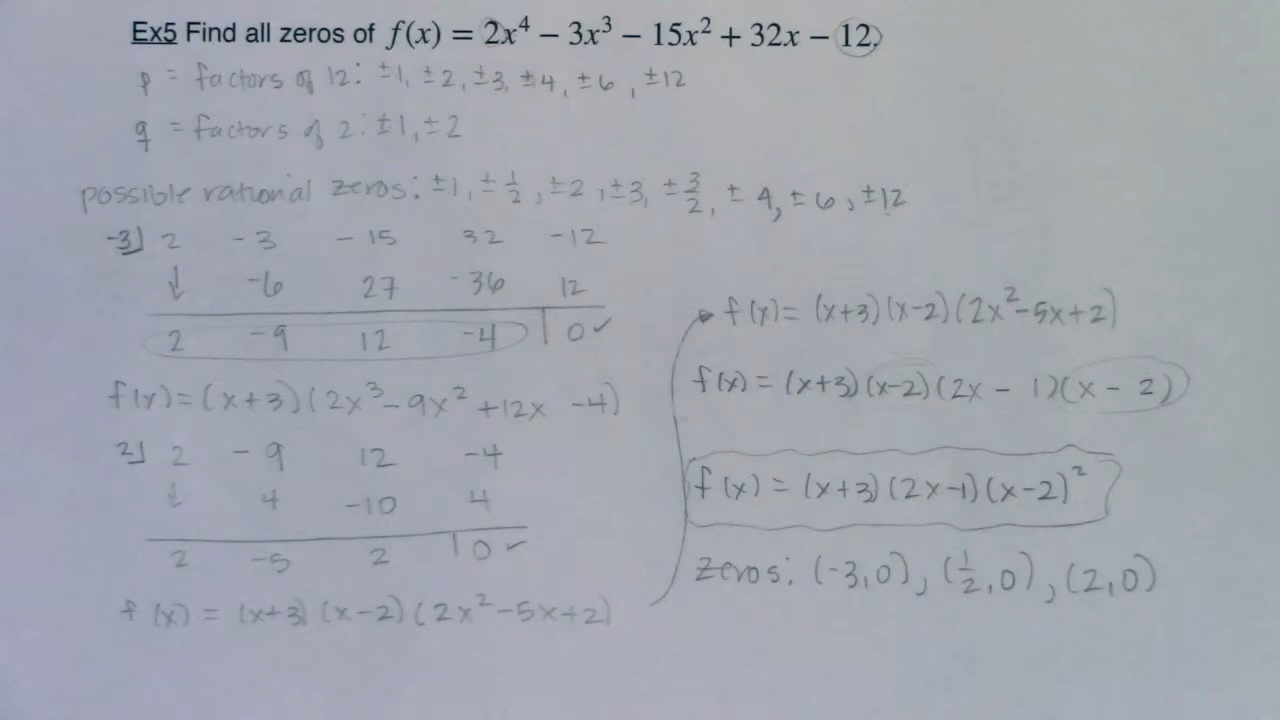 Ex5 Find all zeros of f(x) = 2x⁴ − 3x³ − 15x² + 32x − 12.
p = factors of 12: ±1, ±2, ±3, ±4, ±6, ±12
q = factors of 2: ±1, ±2
possible rational zeros: ±1, ±1/2, ±2, ±3, ±3/2, ±4, ±6, ±12
-3] 2 -3 -15 32 -12
↓ -6 27 -36 12
2 -9 12 -4 | 0 ✓
f(x) = (x+3)(2x³-9x²+12x-4)
2] 2 -9 12 -4
↓ 4 -10 4
2 -5 2 | 0 ✓
f(x) = (x+3)(x-2)(2x²-5x+2)
f(x) = (x+3)(x-2)(2x²-5x+2)
f(x) = (x+3)(x-2)(2x - 1)(x - 2)
f(x) = (x+3)(2x-1)(x-2)²
zeros: (-3,0), (1/2,0), (2,0)